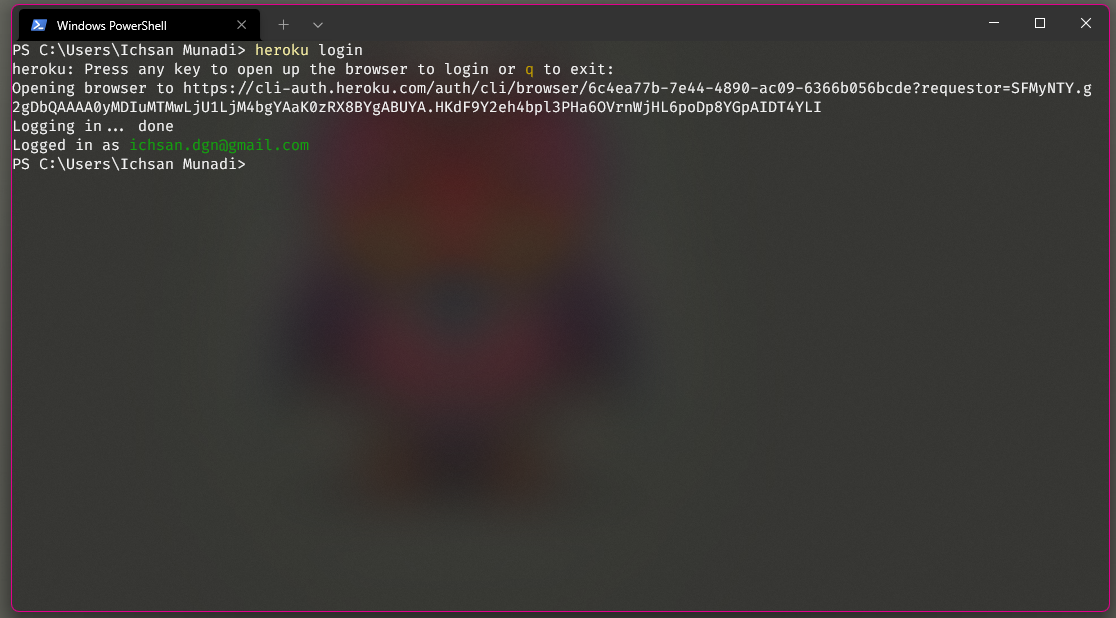 Windows PowerShell
PS C:\Users\Ichsan Munadi> heroku login
heroku: Press any key to open up the browser to login or q to exit:
Opening browser to https://cli-auth.heroku.com/auth/cli/browser/6c4ea77b-7e44-4890-ac09-6366b056bcde?requestor=SFMyNTY.g
2gDbQAAAA0yMDIuMTMwLjU1LjM4bgYAaK0zRX8BYgABUYA.HKdF9Y2eh4bpl3PHa6OVrnWjHL6poDp8YGpAIDT4YLI
Logging in... done
Logged in as ichsan.dgn@gmail.com
PS C:\Users\Ichsan Munadi>